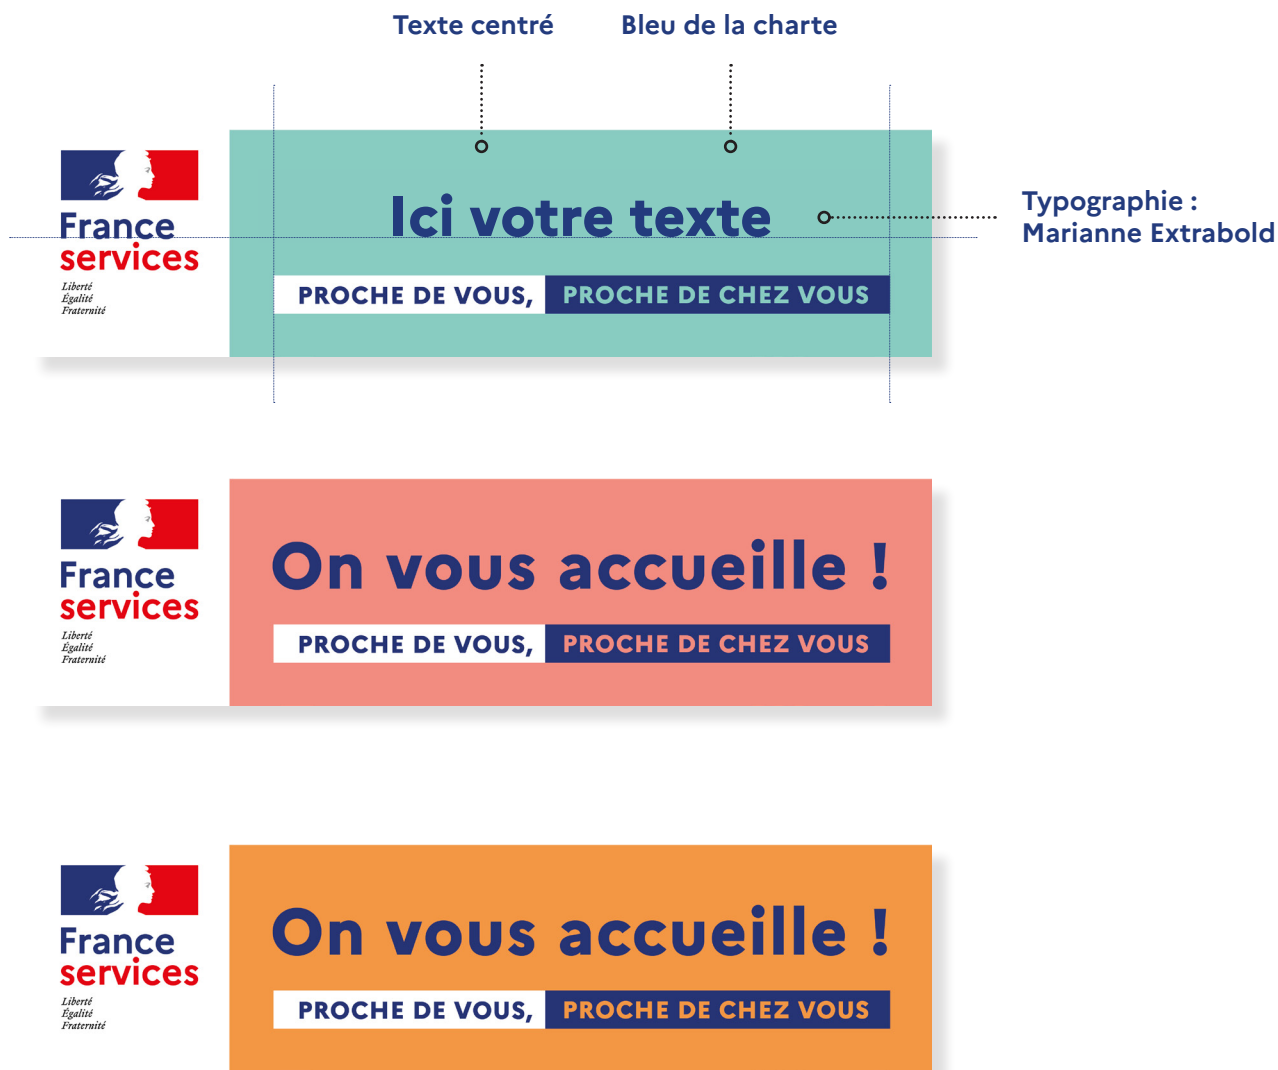 Texte centré
Bleu de la charte
France
services
Liberté
Égalité
Fraternité
Ici votre texte
PROCHE DE VOUS, PROCHE DE CHEZ VOUS
Typographie :
Marianne Extrabold
France
services
Liberté
Égalité
Fraternité
On vous accueille !
PROCHE DE VOUS, PROCHE DE CHEZ VOUS
France
services
Liberté
Égalité
Fraternité
On vous accueille !
PROCHE DE VOUS, PROCHE DE CHEZ VOUS